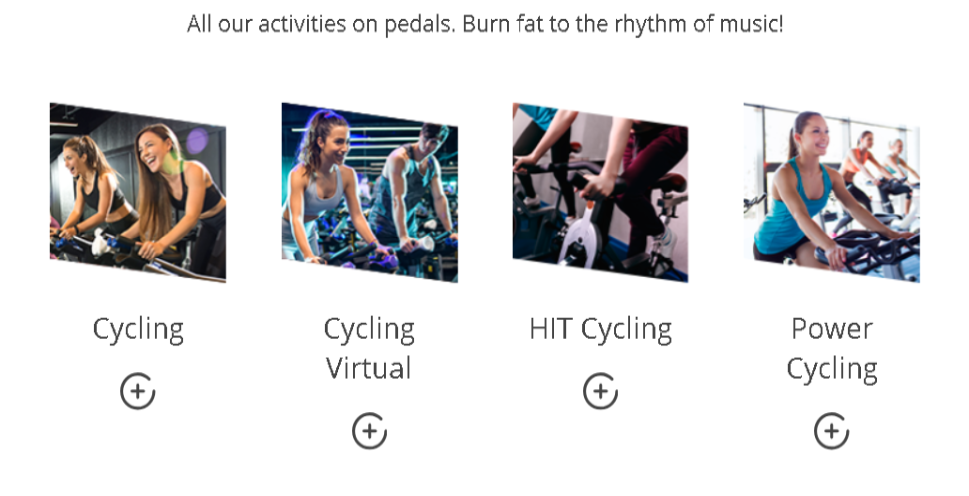 All our activities on pedals. Burn fat to the rhythm of music!
Cycling
Cycling
Virtual
HIT Cycling
Power
Cycling